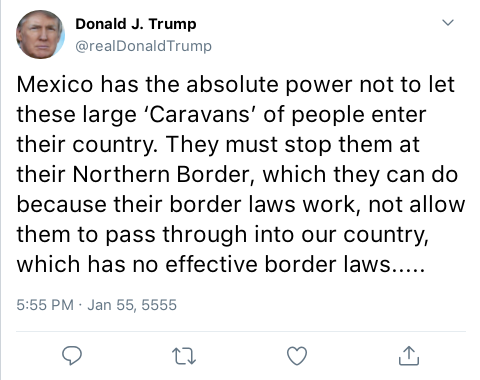 Donald J. Trump
@realDonaldTrump
Mexico has the absolute power not to let
these large ‘Caravans’ of people enter
their country. They must stop them at
their Northern Border, which they can do
because their border laws work, not allow
them to pass through into our country,
which has no effective border laws.....
5:55 PM · Jan 55, 5555